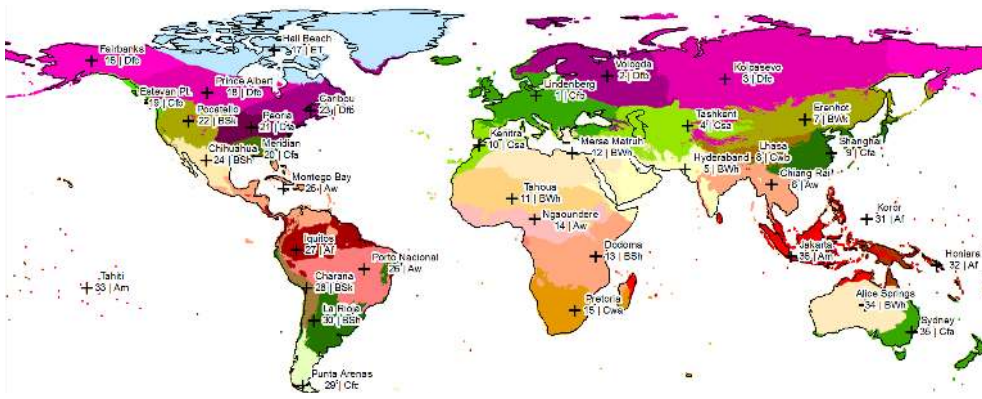 Hall Beach
17 | ET
Fairbanks
16 | Dfc
Prince Albert
18 | Dfb
Estevan Pt.
19 | Cfb
Pocatello
22 | BSk
Caribou
23 | Dfb
Peoria
21 | Dfa
Meridian
20 | Cfa
Chihuahua
24 | BSh
Montego Bay
25 | Aw
Iquitos
27 | Af
Porto Nacional
26 | Aw
Charana
28 | BSk
La Rioja
30 | BSh
Punta Arenas
29 | Cfc
Tahiti
33 | Am
Vologda
2 | Dfb
Kolpasevo
3 | Dfc
Lindenberg
1 | Cfb
Tashkent
4 | Csa
Erenhot
7 | BWk
Kenitra
10 | Csa
Mersa Matruh
12 | BWh
Hyderabad
5 | BWh
Lhasa
8 | Cwb
Shanghai
9 | Cfa
Chiang Rai
6 | Aw
Tahoua
11 | BWh
Ngaoundere
14 | Aw
Koror
31 | Af
Dodoma
13 | BSh
Jakarta
36 | Am
Honiara
32 | Af
Pretoria
15 | Cwa
Alice Springs
34 | BWh
Sydney
35 | Cfa